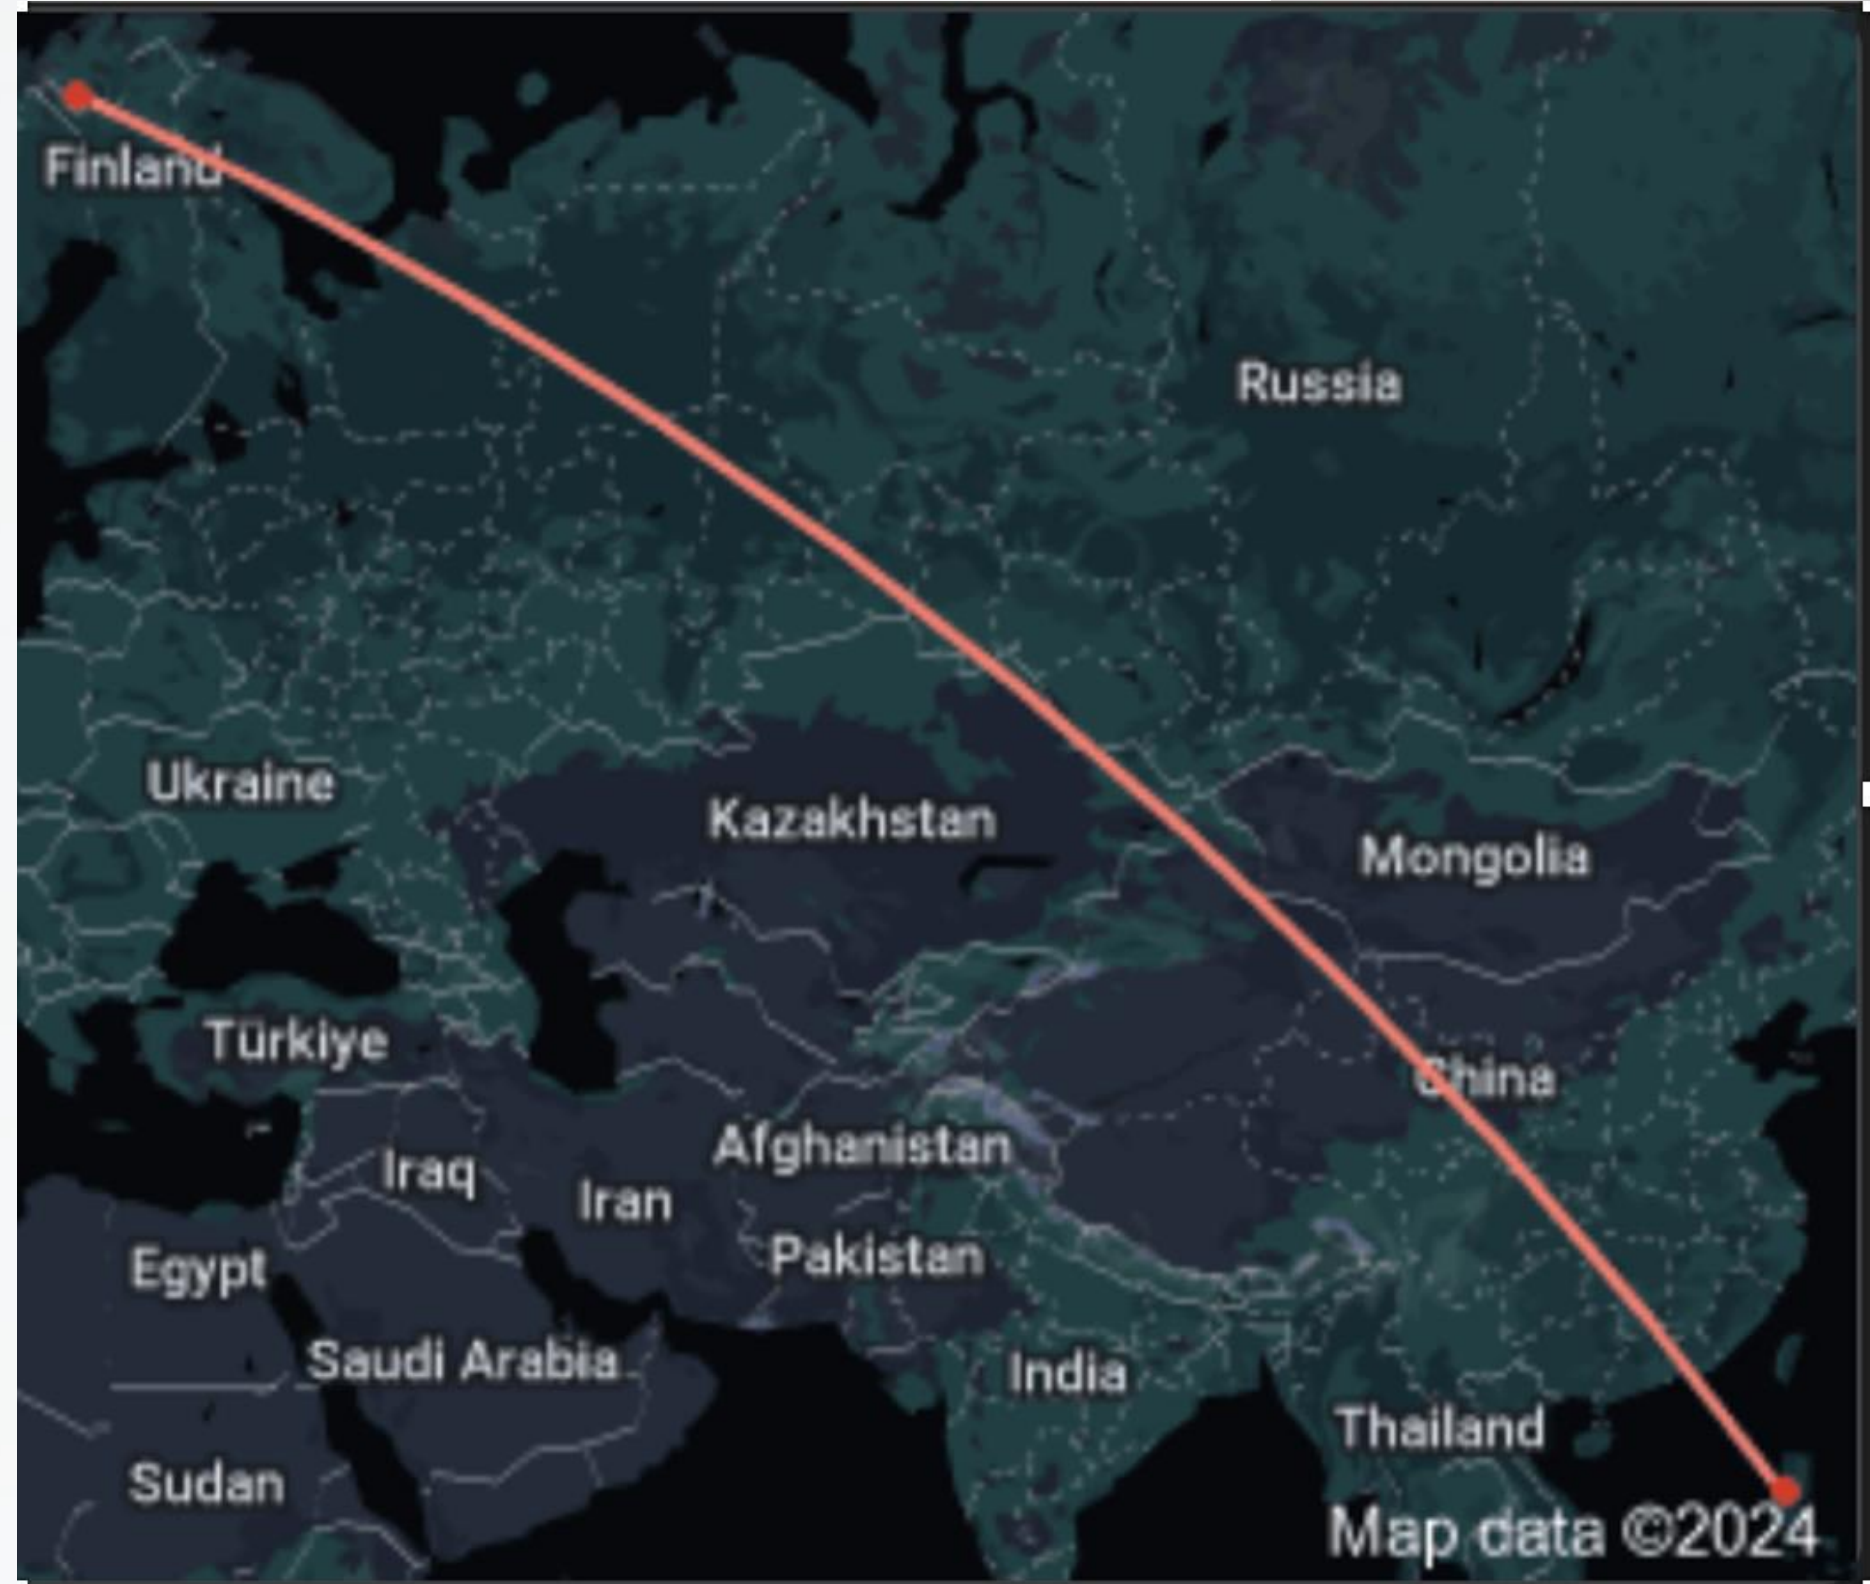 Finland
Russia
Ukraine
Kazakhstan
Mongolia
Türkiye
China
Afghanistan
Iraq
Iran
Pakistan
Egypt
Saudi Arabia
India
Thailand
Sudan
Map data ©2024